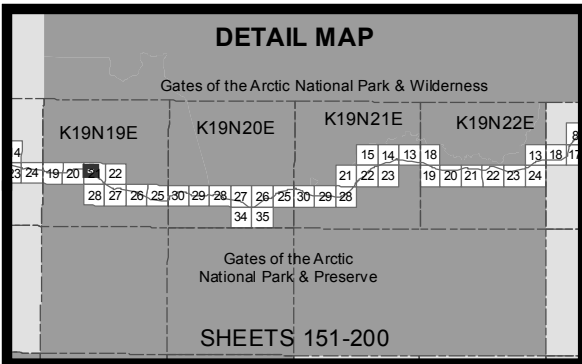 DETAIL MAP
Gates of the Arctic National Park & Wilderness
K19N19E
K19N20E
K19N21E
K19N22E
8
4
15 14 13 18
13 18 17
23 24 19 20
22
21 22 23
19 20 21 22 23 24
28 27 26 25 30 29 28 27 26 25 30 29 28
34 35
Gates of the Arctic
National Park & Preserve
SHEETS 151-200